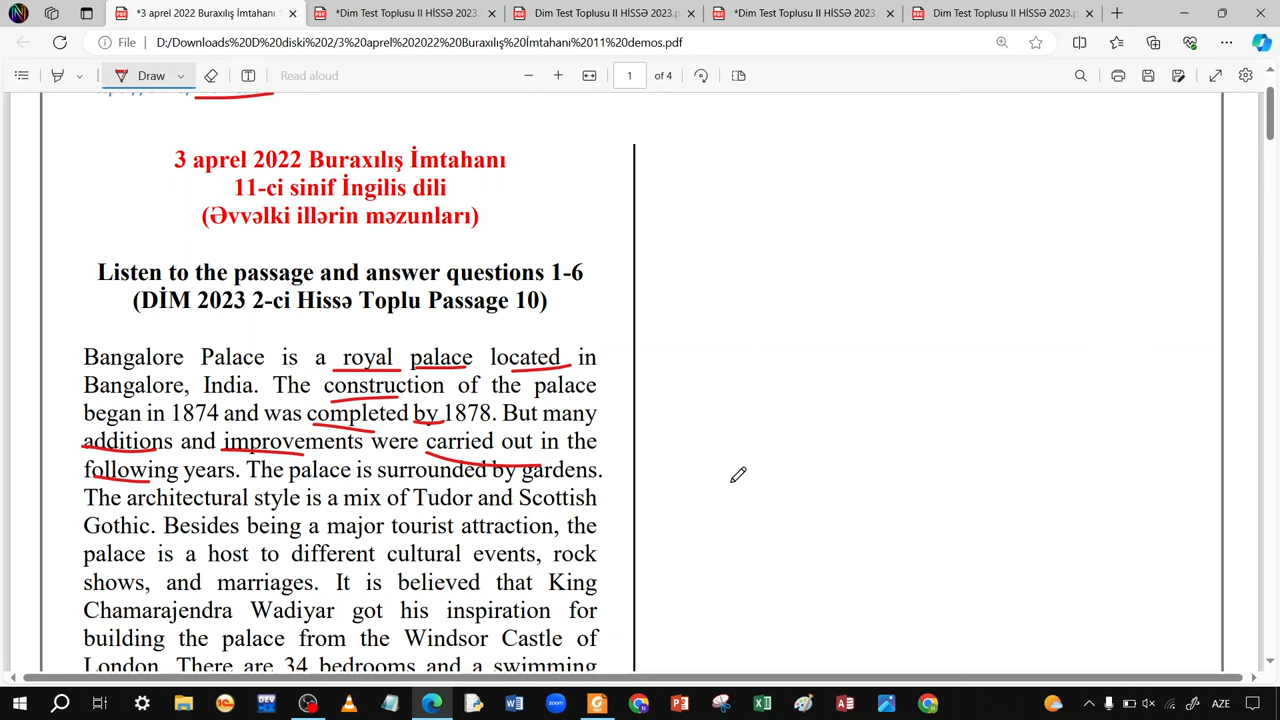 *3 aprel 2022 Buraxılış İmtahanı
*Dim Test Toplusu II HİSSƏ 2023.p
Dim Test Toplusu II HİSSƏ 2023.p
*Dim Test Toplusu II HİSSƏ 2023.p
Dim Test Toplusu II HİSSƏ 2023.p
File
D:/Downloads%20D%20diski%202/3%20aprel%202022%20Buraxılış%20İmtahanı%2011%20demos.pdf
Draw
Read aloud
1 of 4
3 aprel 2022 Buraxılış İmtahanı
11-ci sinif İngilis dili
(Əvvəlki illərin məzunları)
Listen to the passage and answer questions 1-6
(DİM 2023 2-ci Hissə Toplu Passage 10)
Bangalore Palace is a royal palace located in
Bangalore, India. The construction of the palace
began in 1874 and was completed by 1878. But many
additions and improvements were carried out in the
following years. The palace is surrounded by gardens.
The architectural style is a mix of Tudor and Scottish
Gothic. Besides being a major tourist attraction, the
palace is a host to different cultural events, rock
shows, and marriages. It is believed that King
Chamarajendra Wadiyar got his inspiration for
building the palace from the Windsor Castle of
London. There are 34 bedrooms and a swimming
AZE